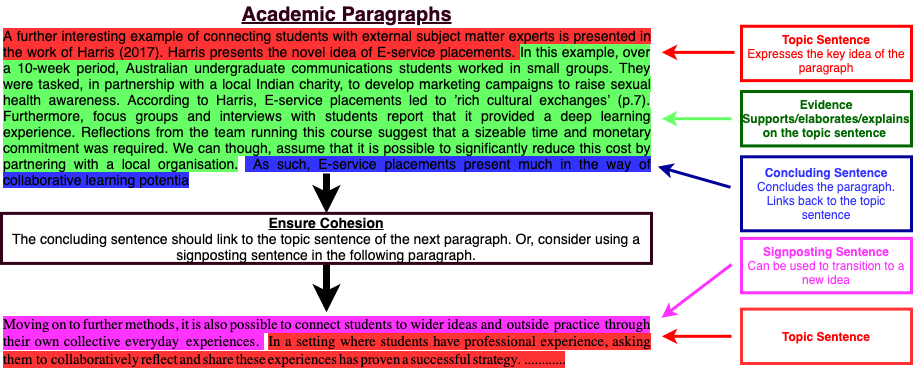 Academic Paragraphs
A further interesting example of connecting students with external subject matter experts is presented in
the work of Harris (2017). Harris presents the novel idea of E-service placements. In this example, over
a 10-week period, Australian undergraduate communications students worked in small groups. They
were tasked, in partnership with a local Indian charity, to develop marketing campaigns to raise sexual
health awareness. According to Harris, E-service placements led to 'rich cultural exchanges' (p.7).
Furthermore, focus groups and interviews with students report that it provided a deep learning
experience. Reflections from the team running this course suggest that a sizeable time and monetary
commitment was required. We can though, assume that it is possible to significantly reduce this cost by
partnering with a local organisation. As such, E-service placements present much in the way of
collaborative learning potentia
Topic Sentence
Expresses the key idea of the
paragraph
Evidence
Supports/elaborates/explains
on the topic sentence
Concluding Sentence
Concludes the paragraph.
Links back to the topic
sentence
Ensure Cohesion
The concluding sentence should link to the topic sentence of the next paragraph. Or, consider using a
signposting sentence in the following paragraph.
Signposting Sentence
Can be used to transition to a
new idea
Moving on to further methods, it is also possible to connect students to wider ideas and outside practice through
their own collective everyday experiences. In a setting where students have professional experience, asking
them to collaboratively reflect and share these experiences has proven a successful strategy. ............
Topic Sentence